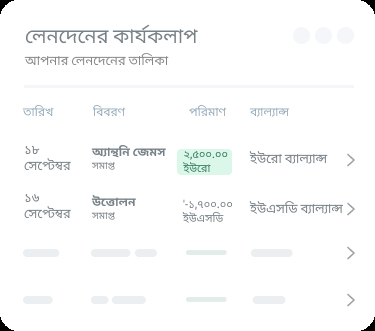 লেনদেনের কার্যকলাপ
আপনার লেনদেনের তালিকা
তারিখ বিবরণ পরিমাণ ব্যাল্যান্স
১৮ সেপ্টেম্বর অ্যান্থনি জেমস সমাপ্ত ২,৫০০.০০ ইউরো ইউরো ব্যাল্যান্স
১৬ সেপ্টেম্বর উত্তোলন সমাপ্ত '-১,৭০০.০০ ইউএসডি ইউএসডি ব্যাল্যান্স